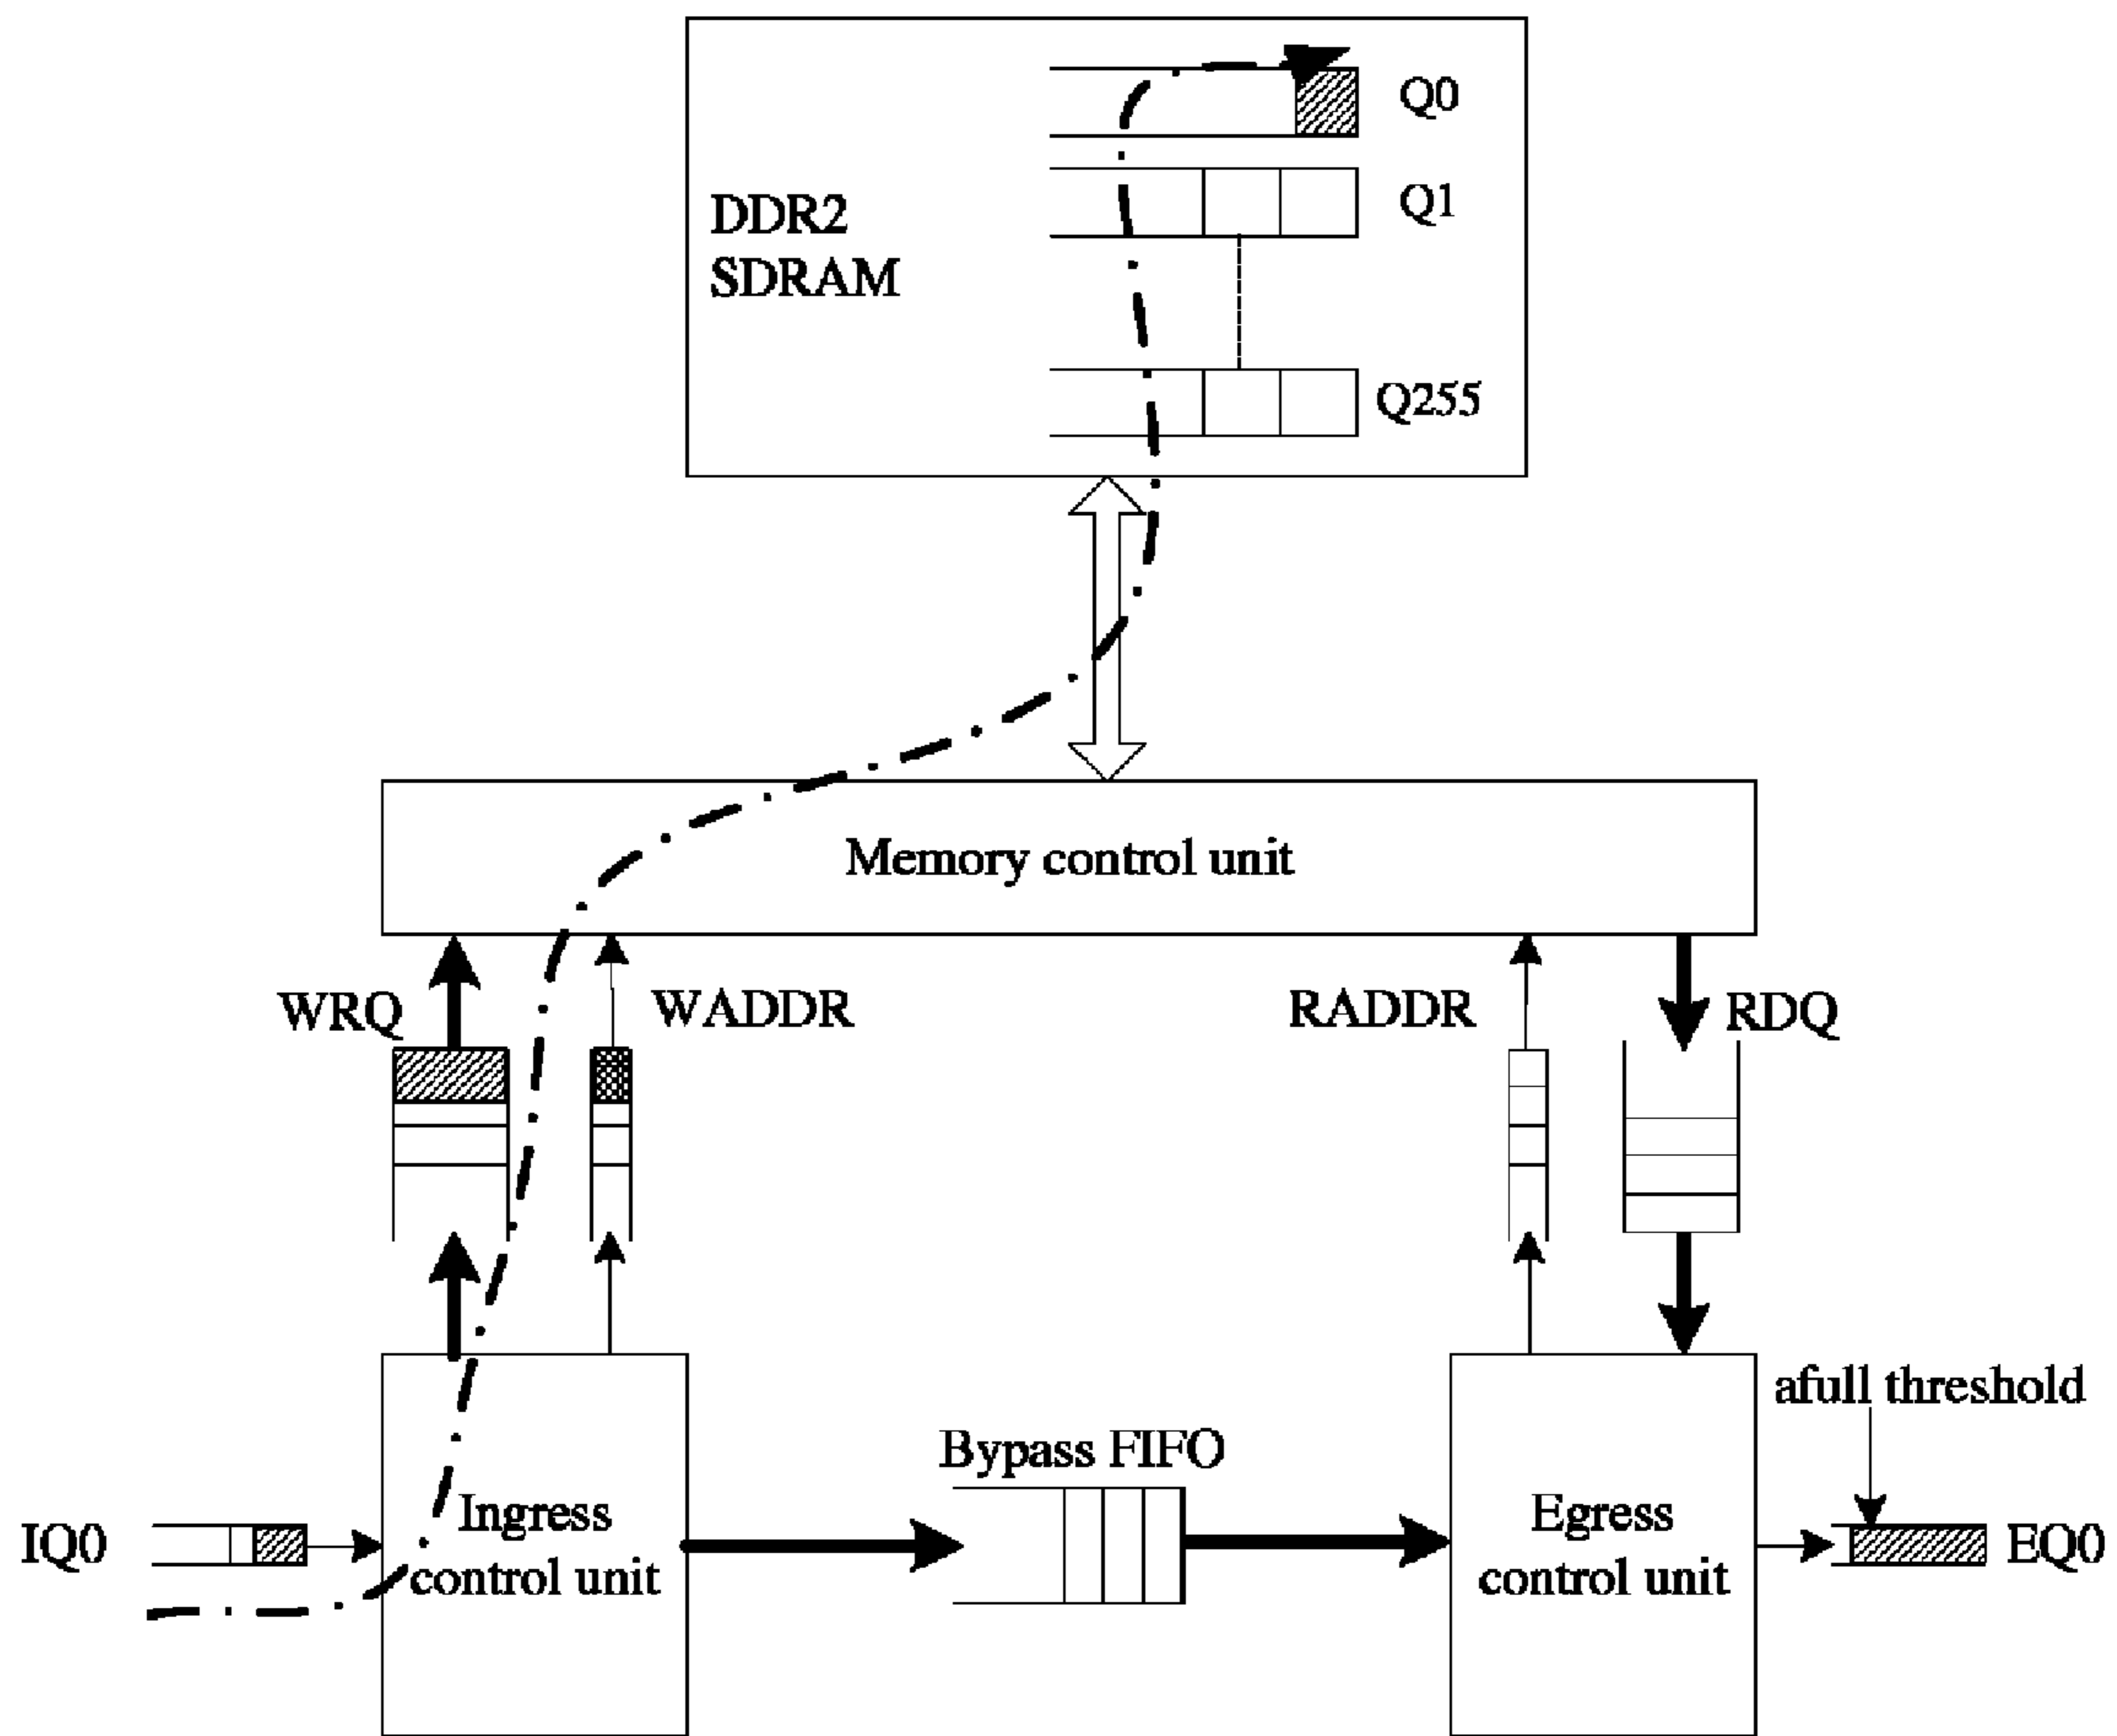 Q0
Q1
DDR2
SDRAM
Q255
Memory control unit
WRQ
WADDR
RADDR
RDQ
afull threshold
Bypass FIFO
IQ0
Ingress
control unit
Egress
control unit
EQ0